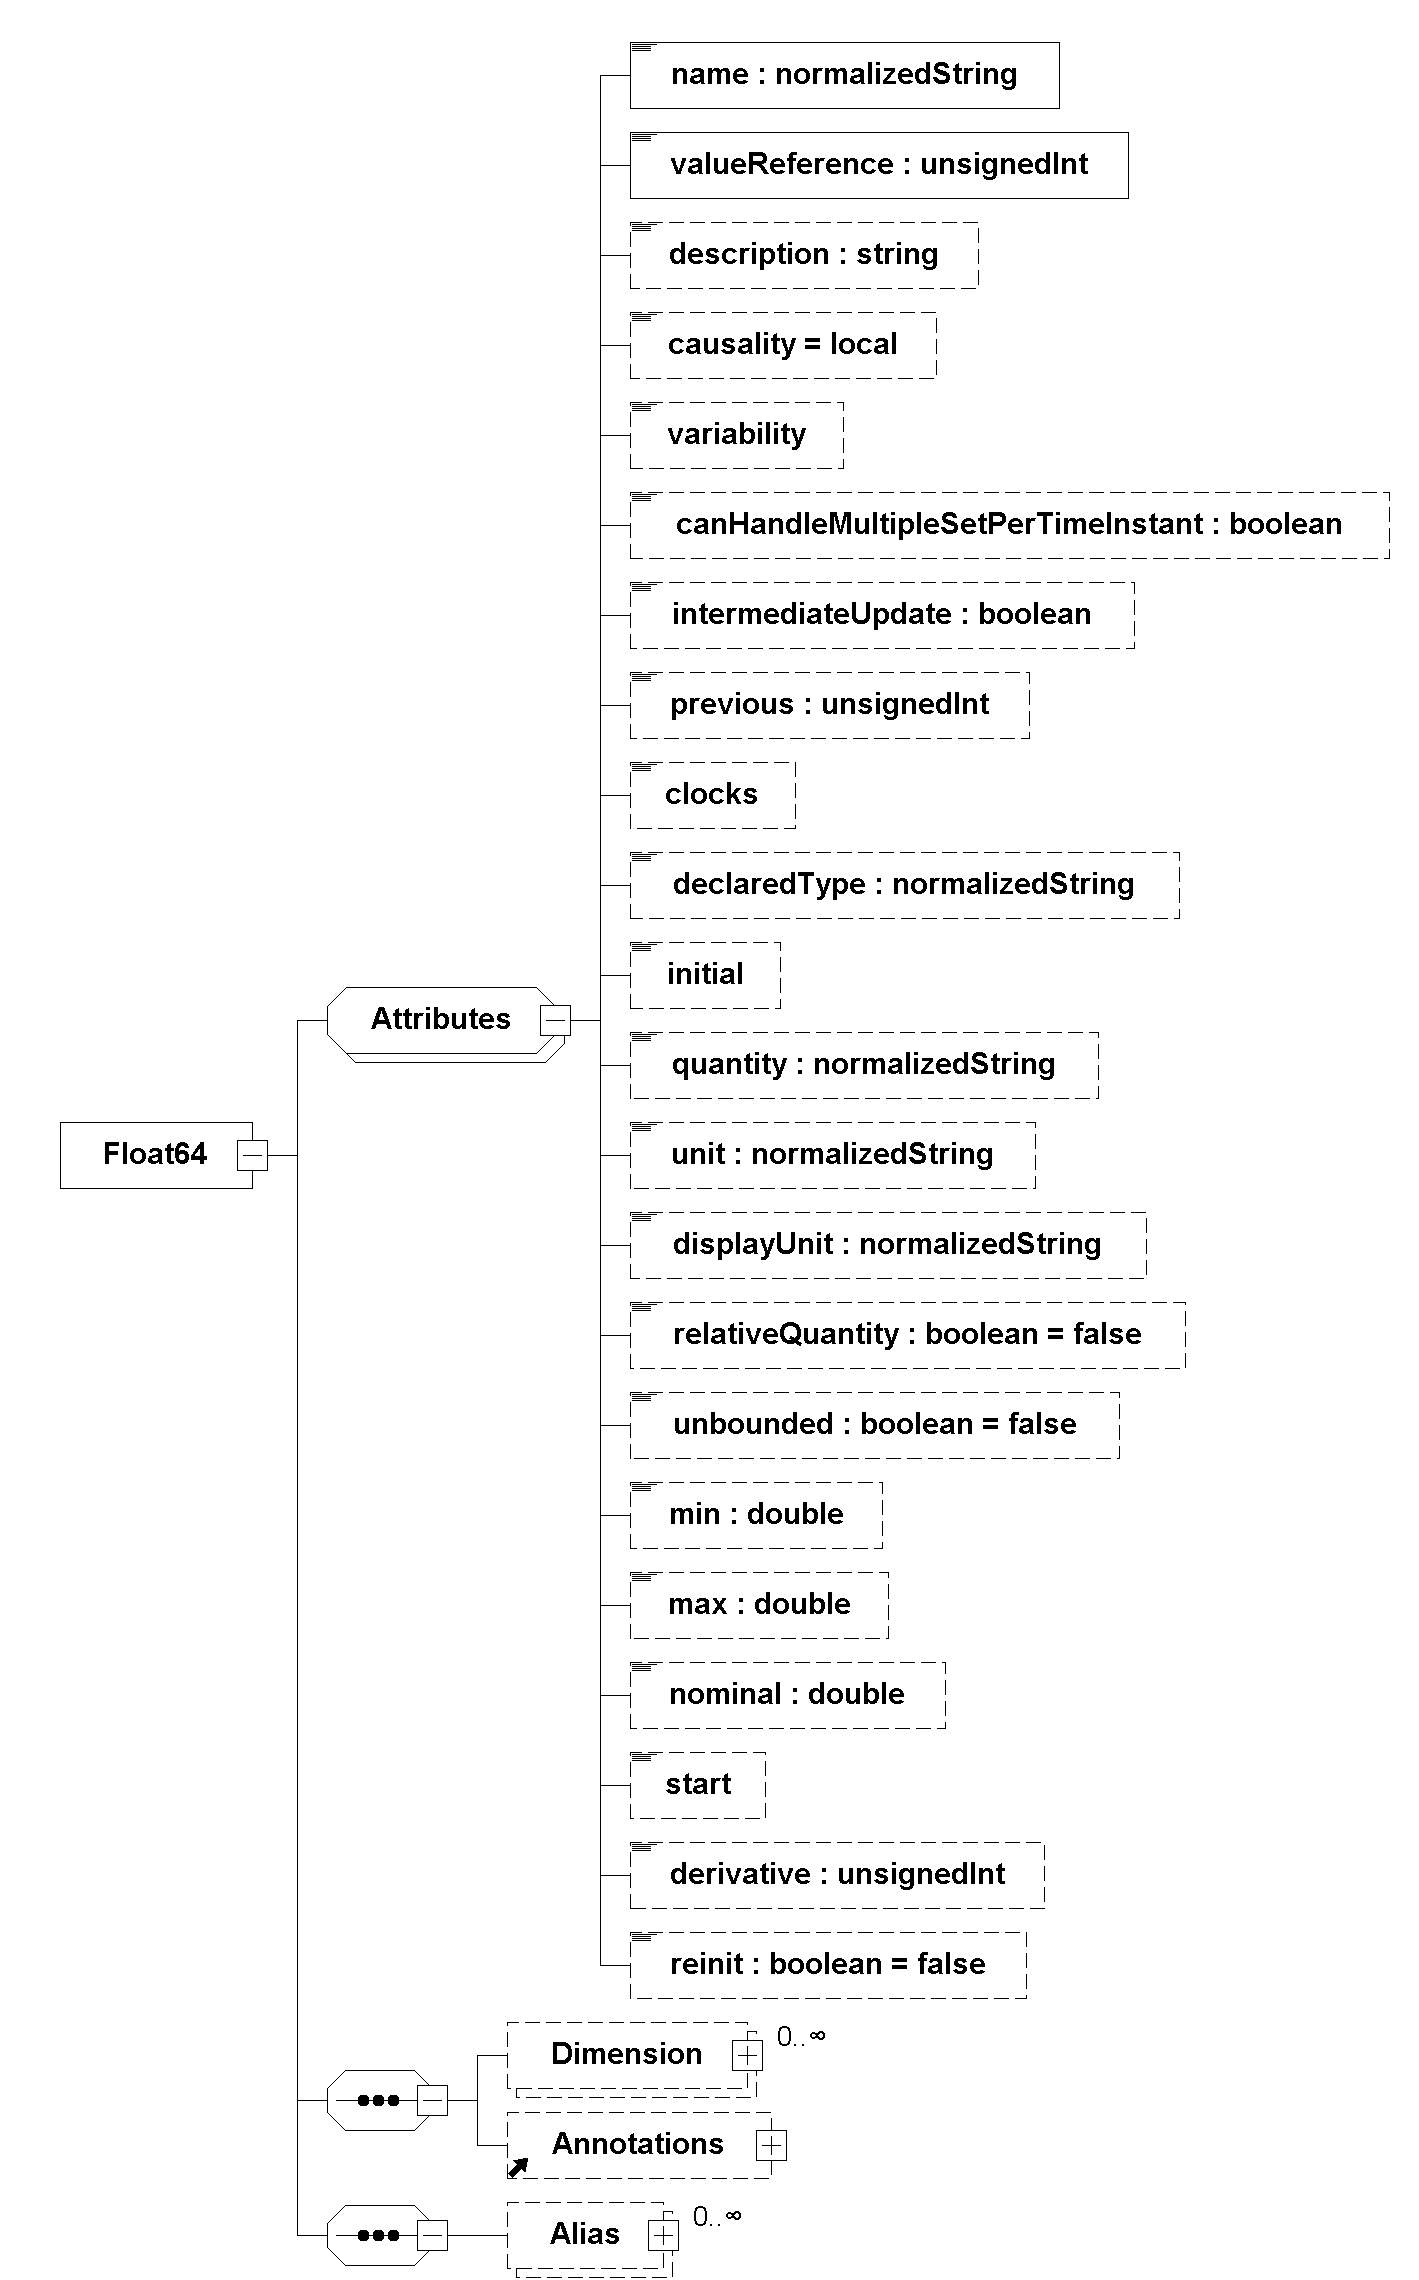 name : normalizedString
valueReference : unsignedInt
description : string
causality = local
variability
canHandleMultipleSetPerTimeInstant : boolean
intermediateUpdate : boolean
previous : unsignedInt
clocks
declaredType : normalizedString
initial
Attributes
quantity : normalizedString
Float64
unit : normalizedString
displayUnit : normalizedString
relativeQuantity : boolean = false
unbounded : boolean = false
min : double
max : double
nominal : double
start
derivative : unsignedInt
reinit : boolean = false
Dimension
0..∞
Annotations
Alias
0..∞